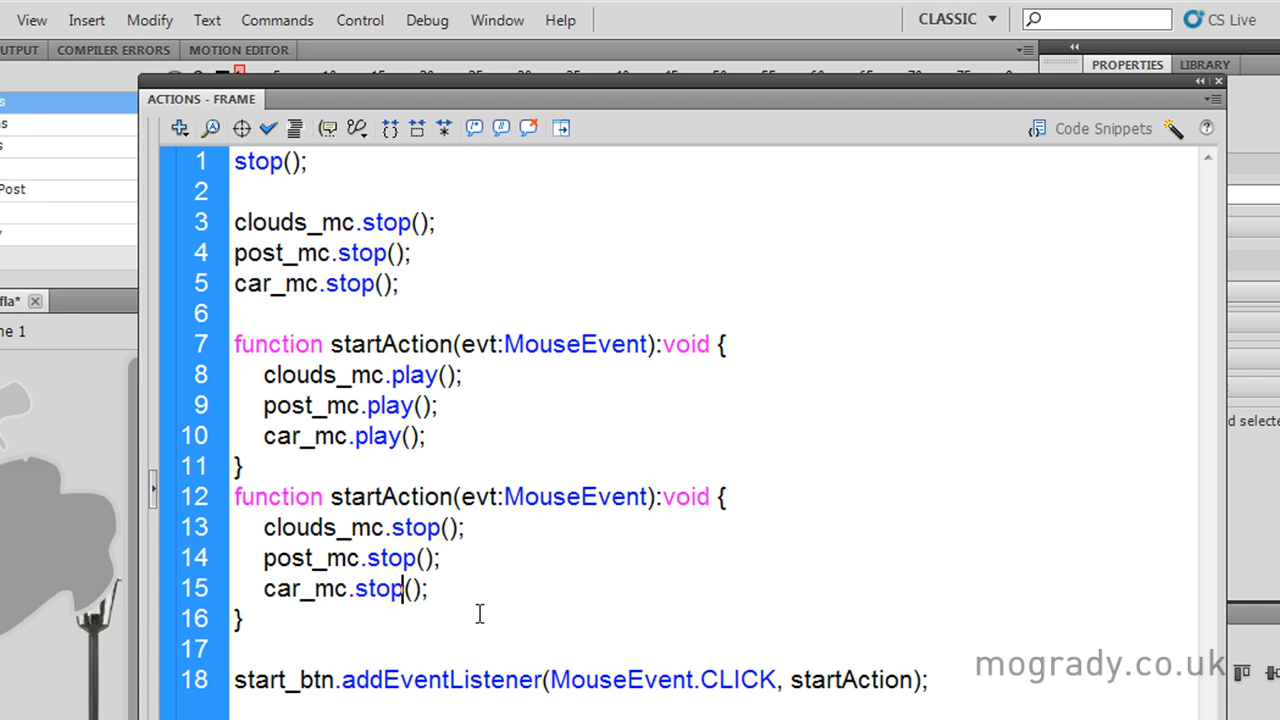 View Insert Modify Text Commands Control Debug Window Help CLASSIC CS Live
UTPUT COMPILER ERRORS MOTION EDITOR PROPERTIES LIBRARY
ACTIONS - FRAME
Code Snippets
1 stop();
2
3 clouds_mc.stop();
4 post_mc.stop();
5 car_mc.stop();
6
7 function startAction(evt:MouseEvent):void {
8 clouds_mc.play();
9 post_mc.play();
10 car_mc.play();
11 }
12 function startAction(evt:MouseEvent):void {
13 clouds_mc.stop();
14 post_mc.stop();
15 car_mc.stop();
16 }
17
18 start_btn.addEventListener(MouseEvent.CLICK, startAction);
Post
fla*
ne 1
d selecte
mogrady.co.uk